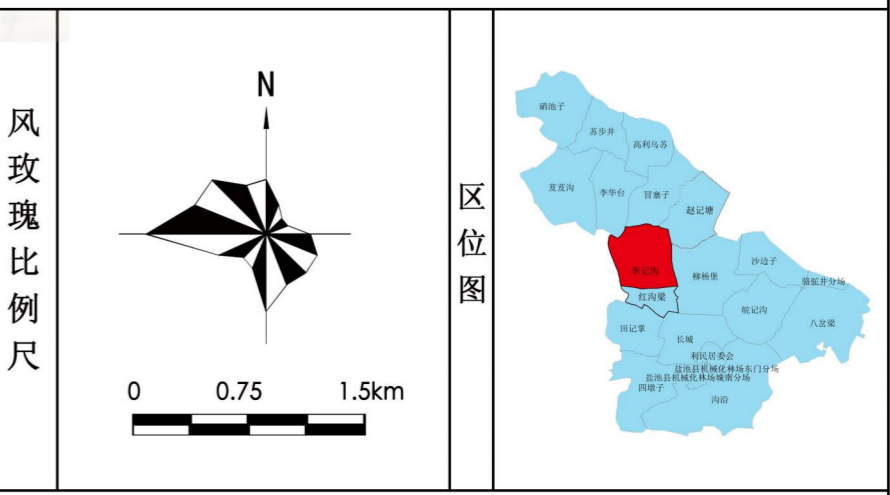 风玫瑰比例尺
N
0 0.75 1.5km
区位图
硝池子
苏步井
高利乌苏
芨芨沟
李华台
冒寨子
赵记塘
李记沟
沙边子
柳杨堡
骆驼井分场
红沟梁
皖记沟
八岔梁
田记掌
长城
利民居委会
盐池县机械化林场东门分场
盐池县机械化林场城南分场
四墩子
沟沿